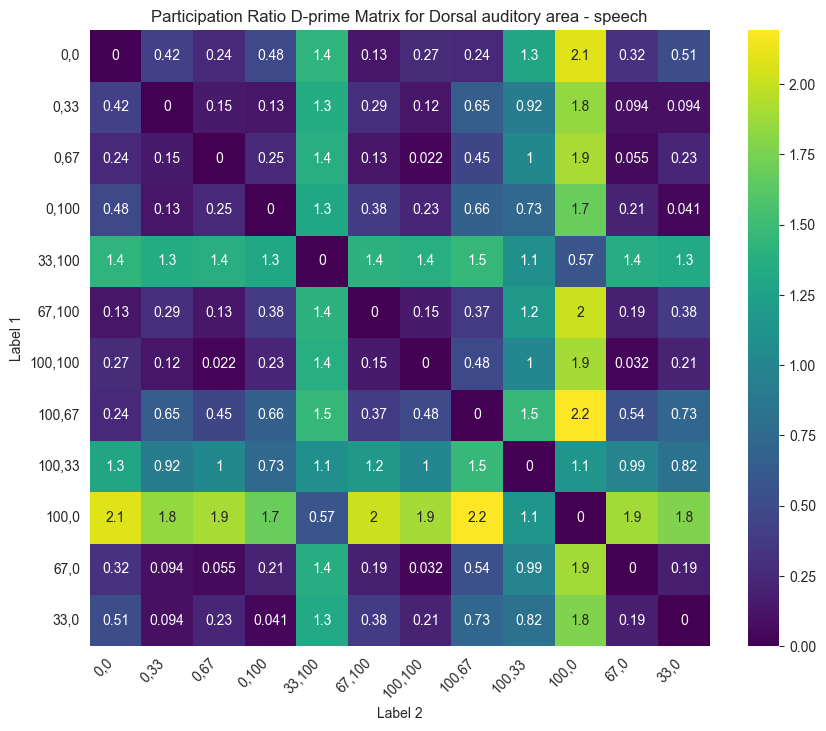 Participation Ratio D-prime Matrix for Dorsal auditory area - speech
0,0 0 0.42 0.24 0.48 1.4 0.13 0.27 0.24 1.3 2.1 0.32 0.51
0,33 0.42 0 0.15 0.13 1.3 0.29 0.12 0.65 0.92 1.8 0.094 0.094
0,67 0.24 0.15 0 0.25 1.4 0.13 0.022 0.45 1 1.9 0.055 0.23
0,100 0.48 0.13 0.25 0 1.3 0.38 0.23 0.66 0.73 1.7 0.21 0.041
33,100 1.4 1.3 1.4 1.3 0 1.4 1.4 1.5 1.1 0.57 1.4 1.3
67,100 0.13 0.29 0.13 0.38 1.4 0 0.15 0.37 1.2 2 0.19 0.38
100,100 0.27 0.12 0.022 0.23 1.4 0.15 0 0.48 1 1.9 0.032 0.21
100,67 0.24 0.65 0.45 0.66 1.5 0.37 0.48 0 1.5 2.2 0.54 0.73
100,33 1.3 0.92 1 0.73 1.1 1.2 1 1.5 0 1.1 0.99 0.82
100,0 2.1 1.8 1.9 1.7 0.57 2 1.9 2.2 1.1 0 1.9 1.8
67,0 0.32 0.094 0.055 0.21 1.4 0.19 0.032 0.54 0.99 1.9 0 0.19
33,0 0.51 0.094 0.23 0.041 1.3 0.38 0.21 0.73 0.82 1.8 0.19 0
0,0 0,33 0,67 0,100 33,100 67,100 100,100 100,67 100,33 100,0 67,0 33,0
Label 2
Label 1
2.00
1.75
1.50
1.25
1.00
0.75
0.50
0.25
0.00